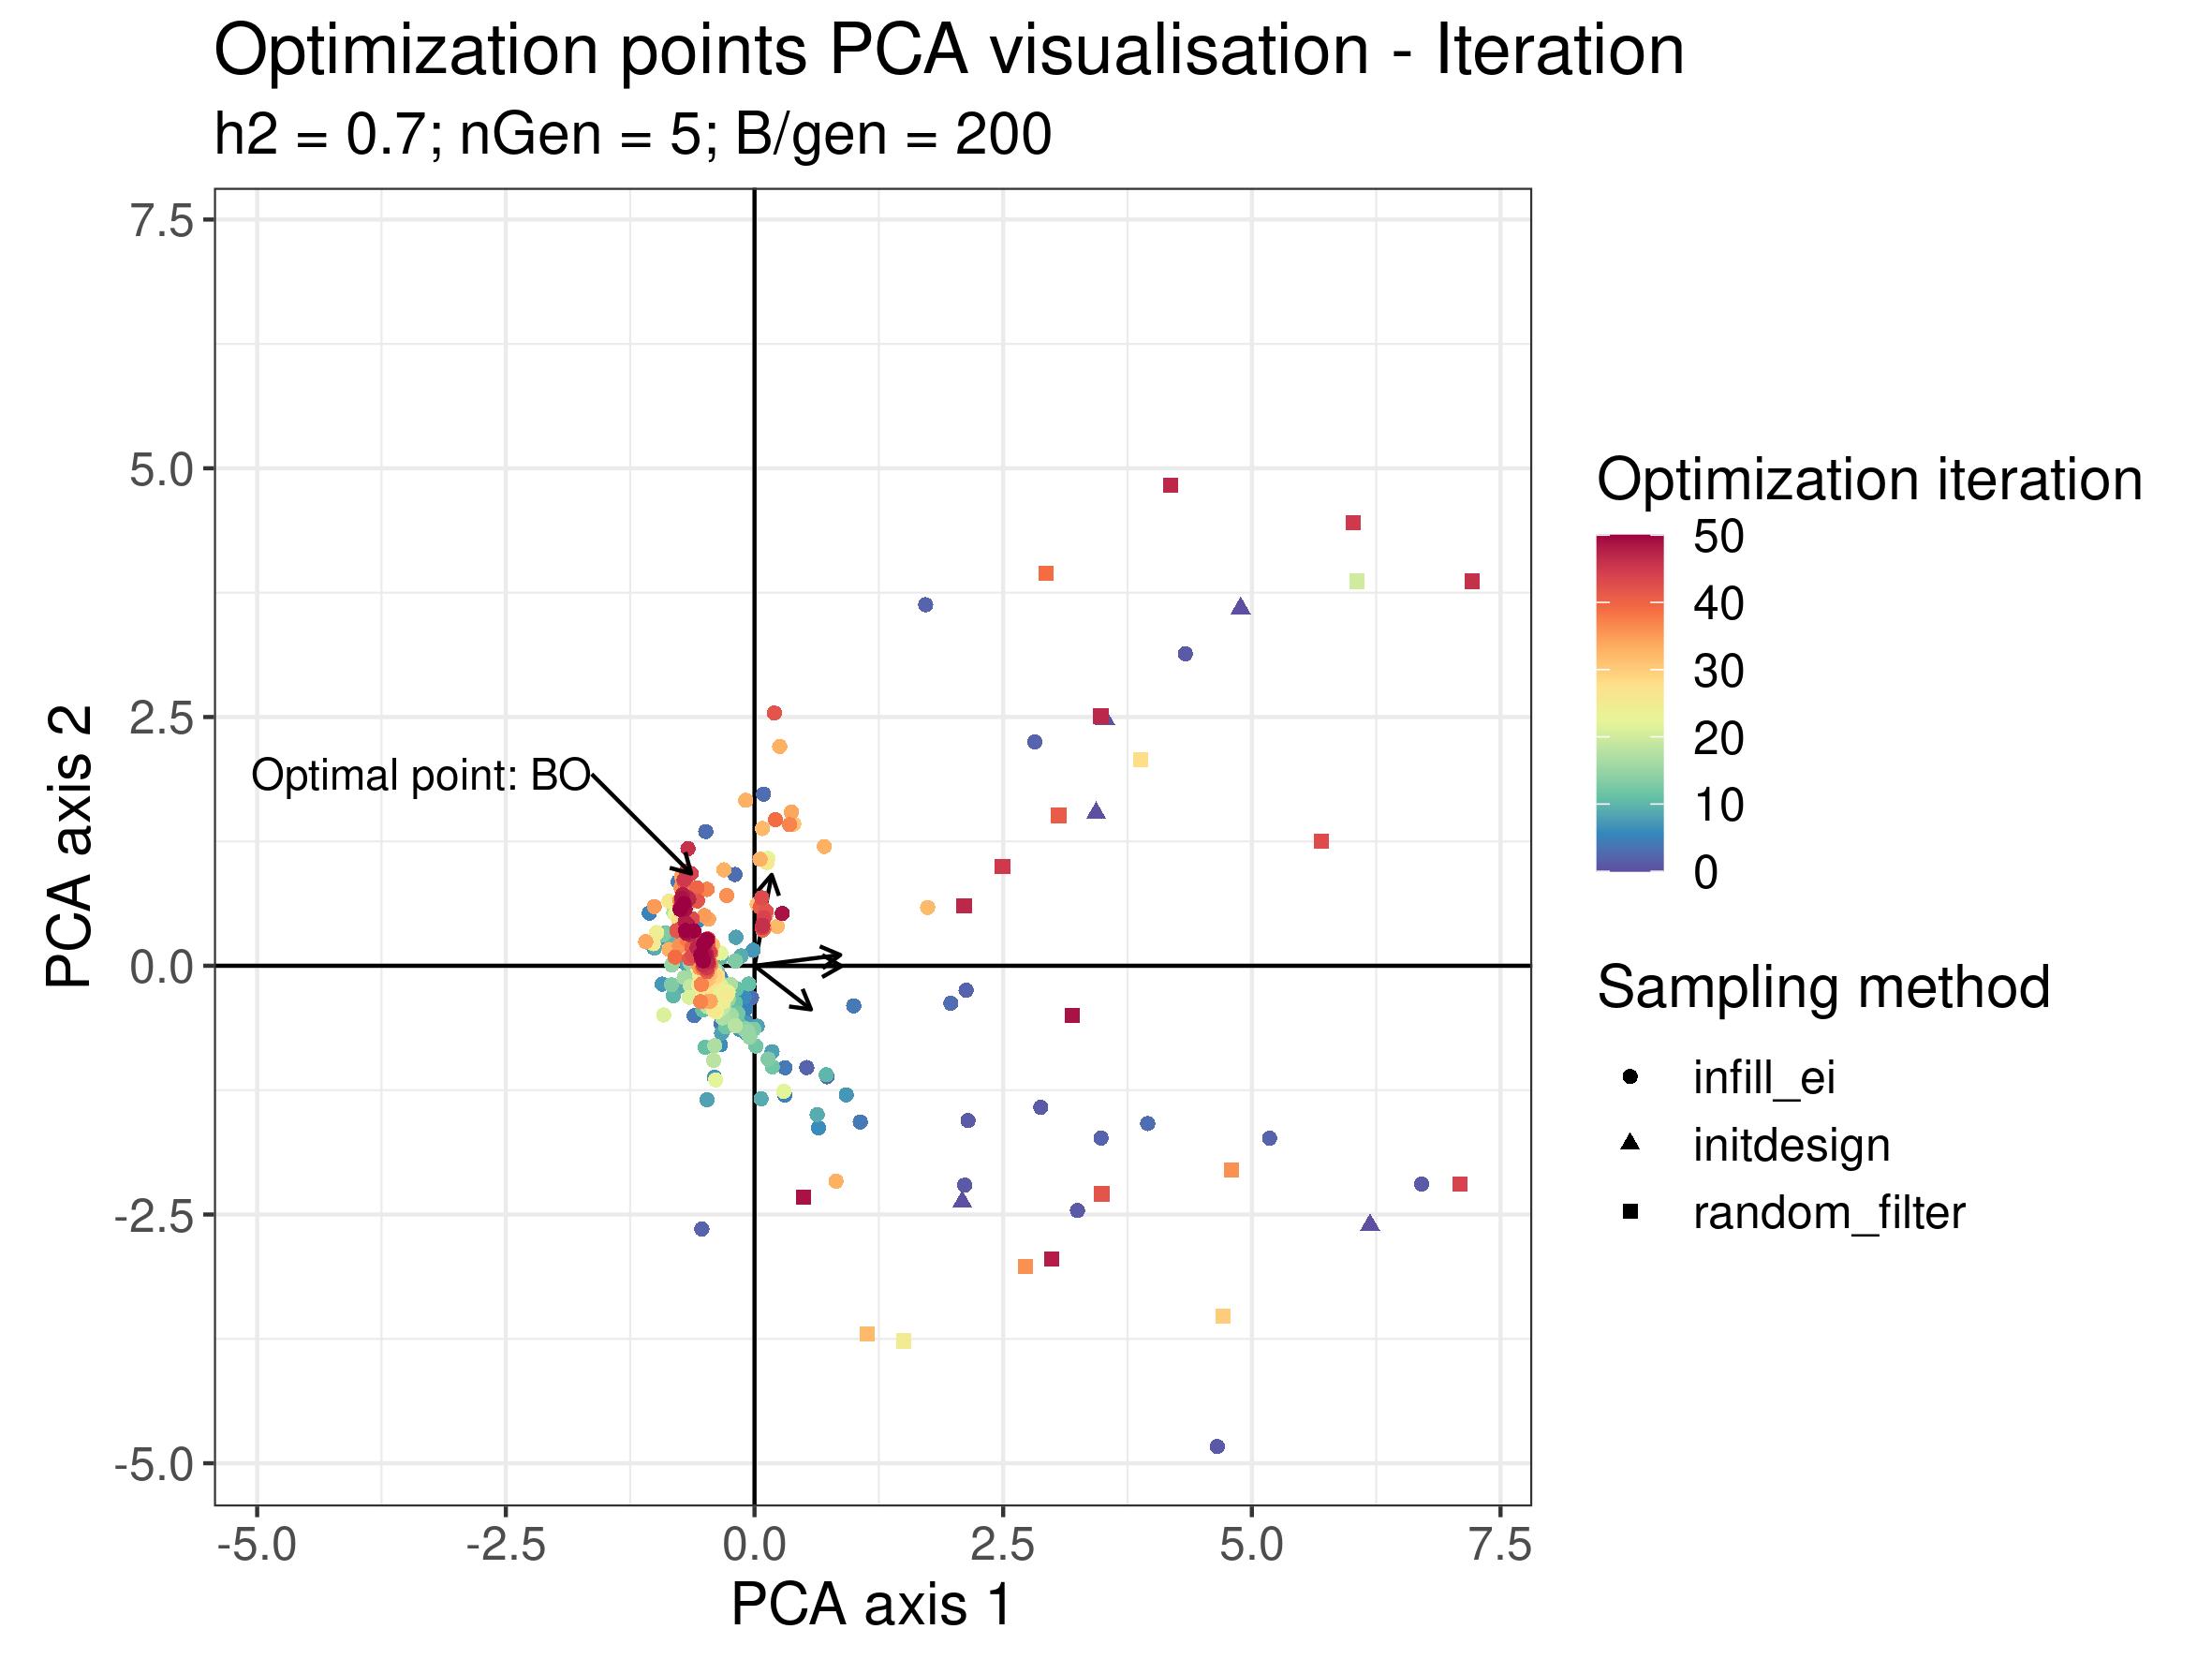 Optimization points PCA visualisation - Iteration
h2 = 0.7; nGen = 5; B/gen = 200
7.5
5.0
2.5
0.0
-2.5
-5.0
PCA axis 2
Optimal point: BO
-5.0 -2.5 0.0 2.5 5.0 7.5
PCA axis 1
Optimization iteration
50
40
30
20
10
0
Sampling method
infill_ei
initdesign
random_filter